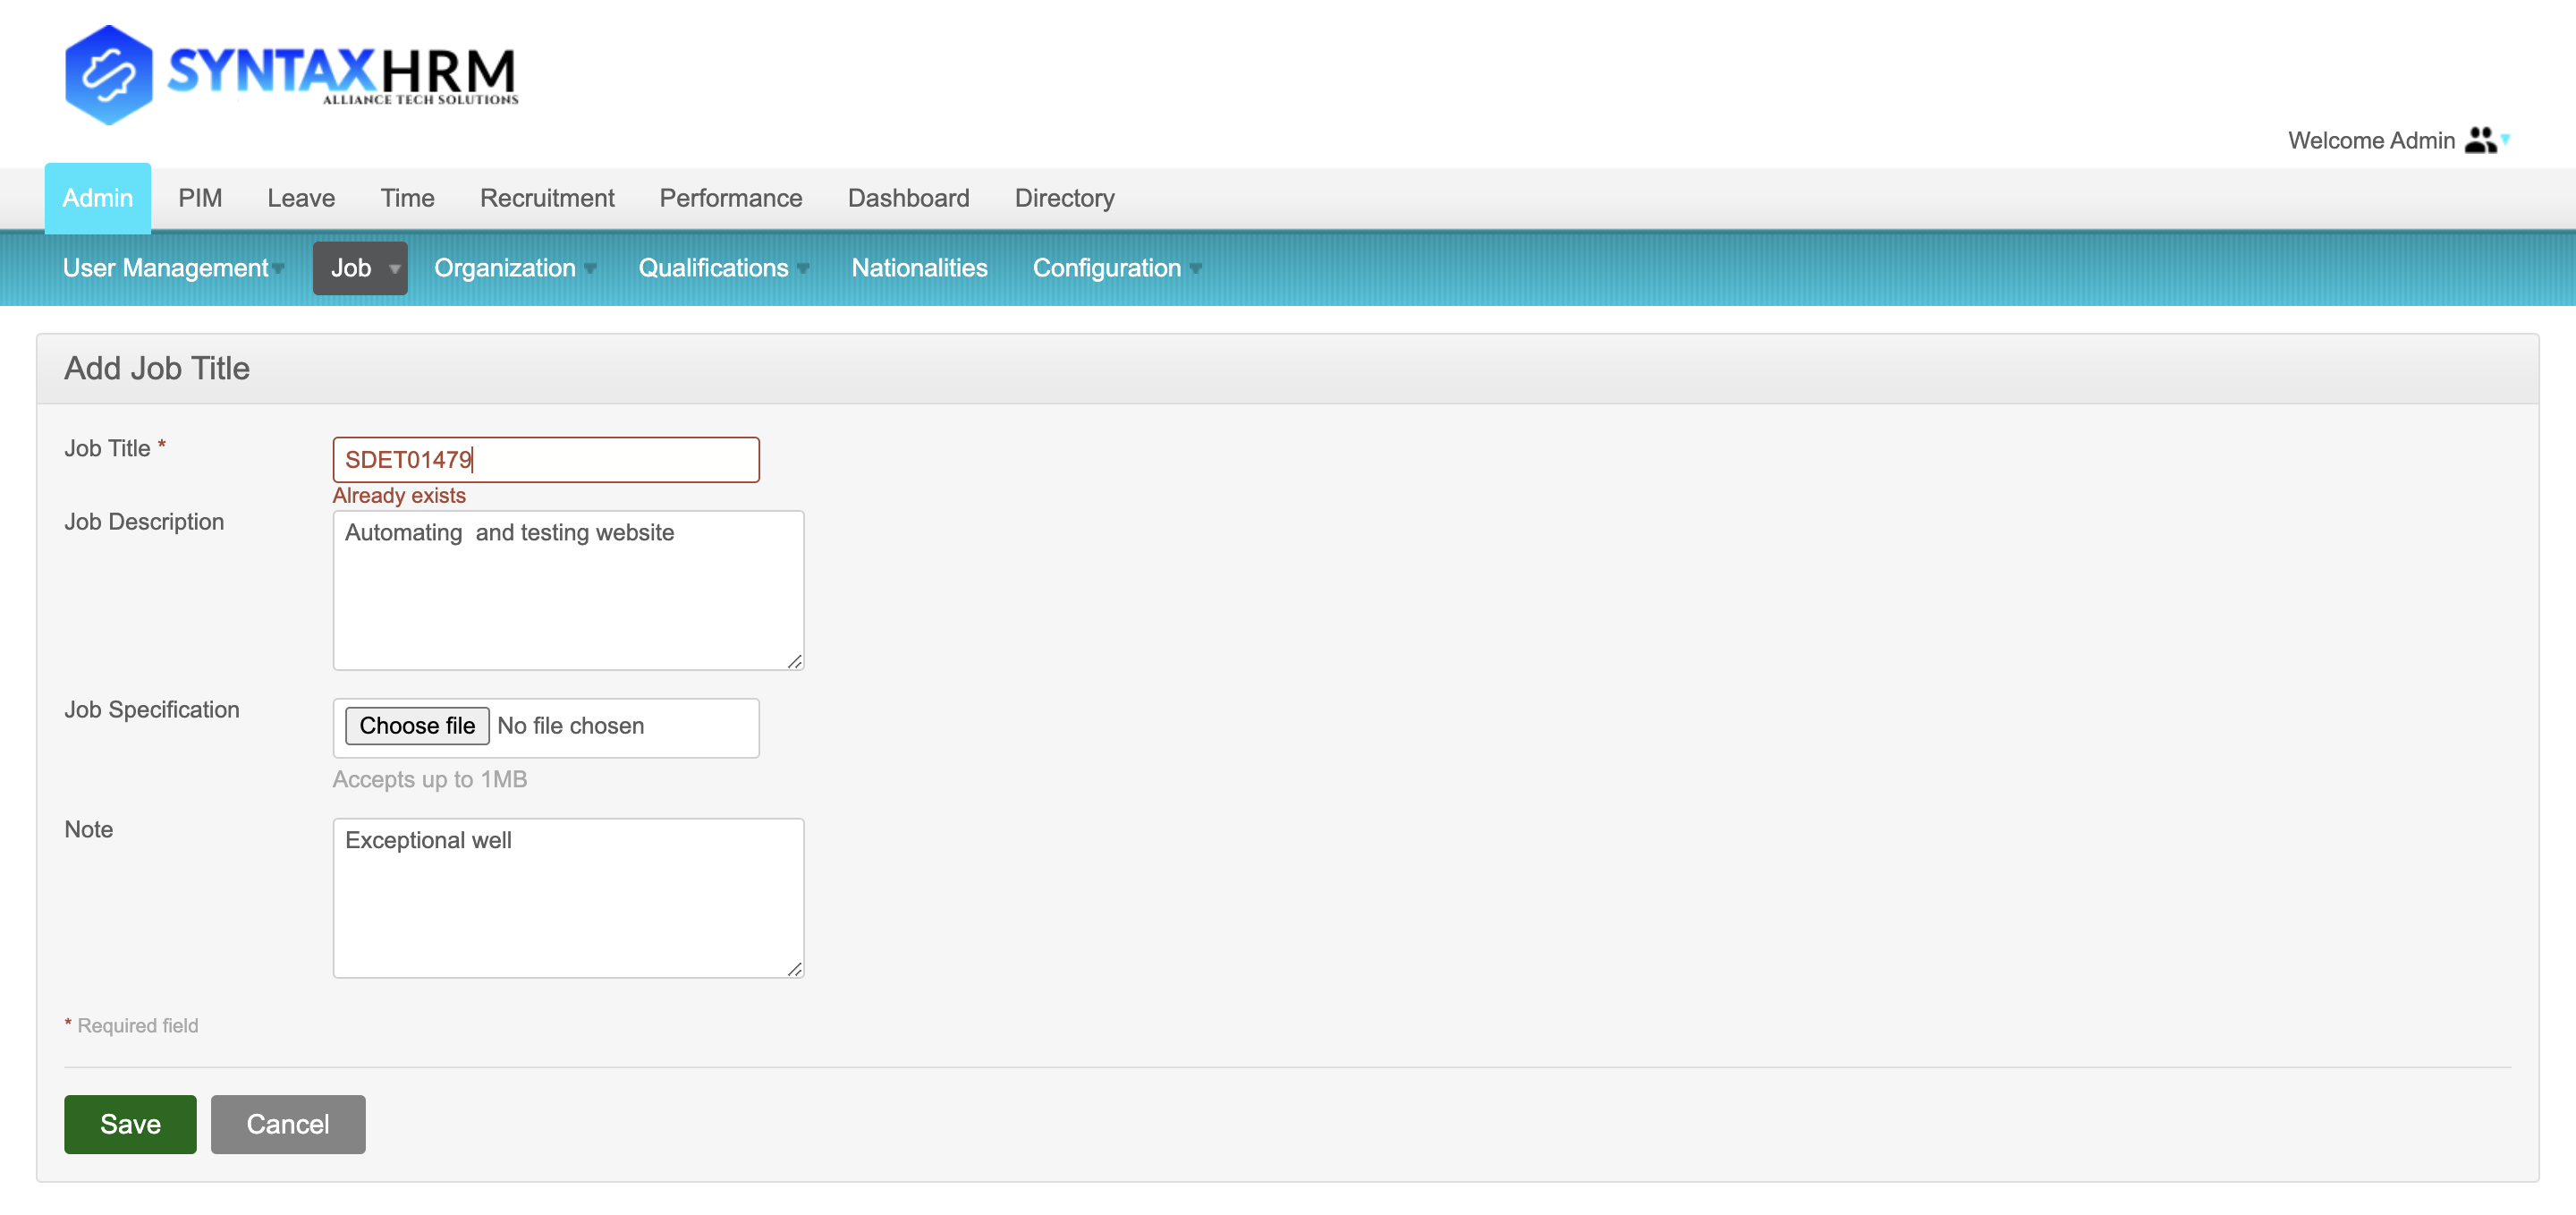 SYNTAXHRM
ALLIANCE TECH SOLUTIONS
Welcome Admin
Admin PIM Leave Time Recruitment Performance Dashboard Directory
User Management Job Organization Qualifications Nationalities Configuration
Add Job Title
Job Title * SDET01479
Already exists
Job Description Automating  and testing website
Job Specification Choose file No file chosen
Accepts up to 1MB
Note Exceptional well
* Required field
Save Cancel